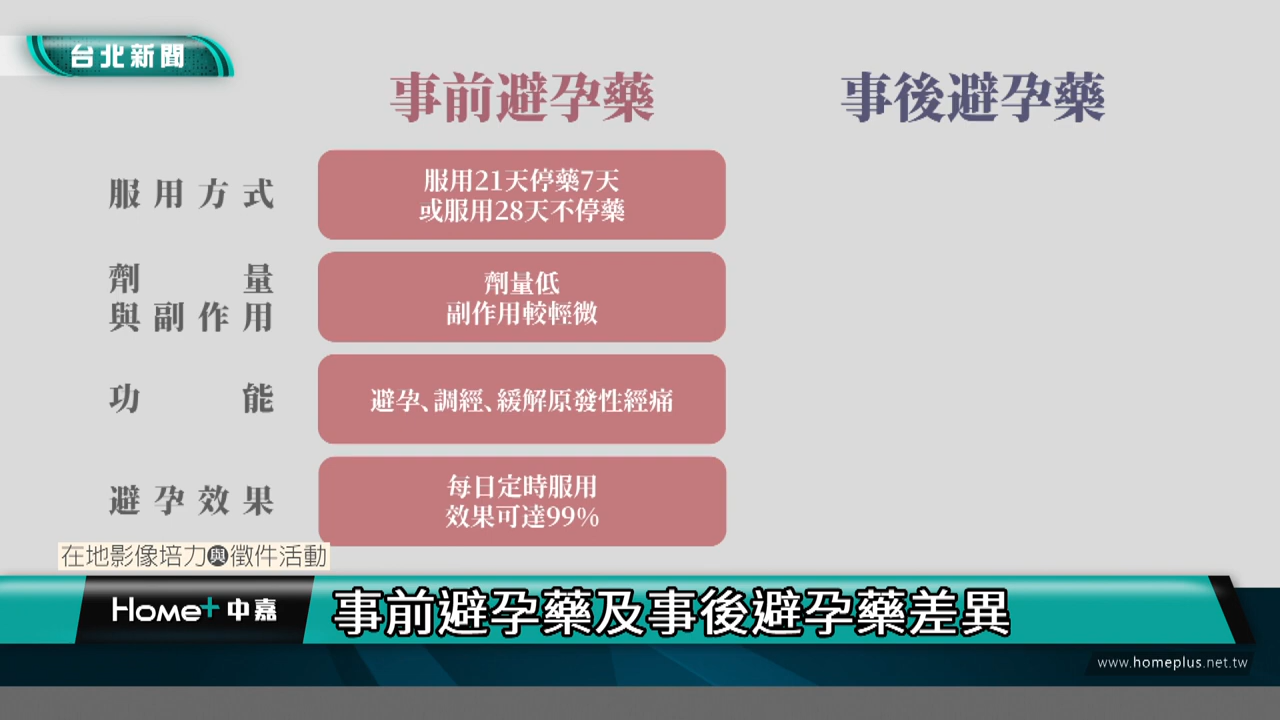 台北新聞
事前避孕藥
事後避孕藥
服用方式
服用21天停藥7天
或服用28天不停藥
劑量
與副作用
劑量低
副作用較輕微
功能
避孕、調經、緩解原發性經痛
避孕效果
每日定時服用
效果可達99%
在地影像培力與徵件活動
Home+中嘉
事前避孕藥及事後避孕藥差異
www.homeplus.net.tw